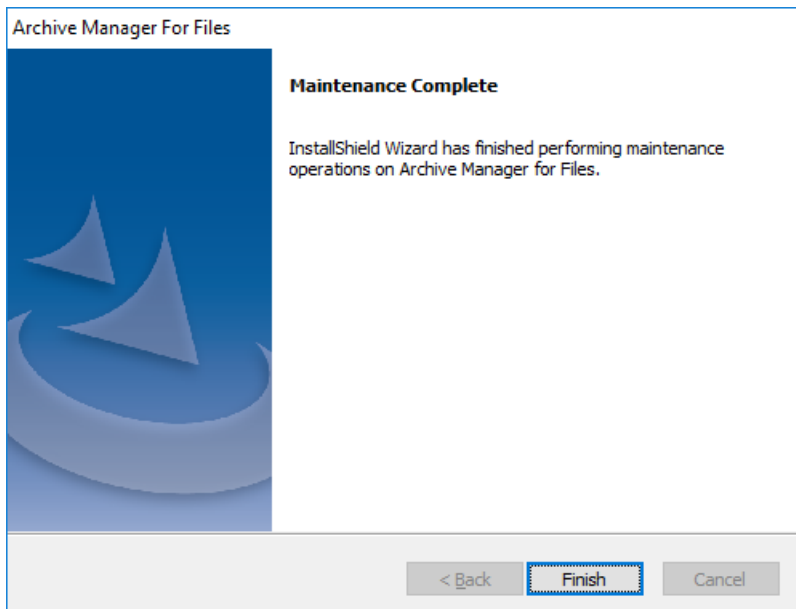 Archive Manager For Files
Maintenance Complete
InstallShield Wizard has finished performing maintenance
operations on Archive Manager for Files.
< Back
Finish
Cancel